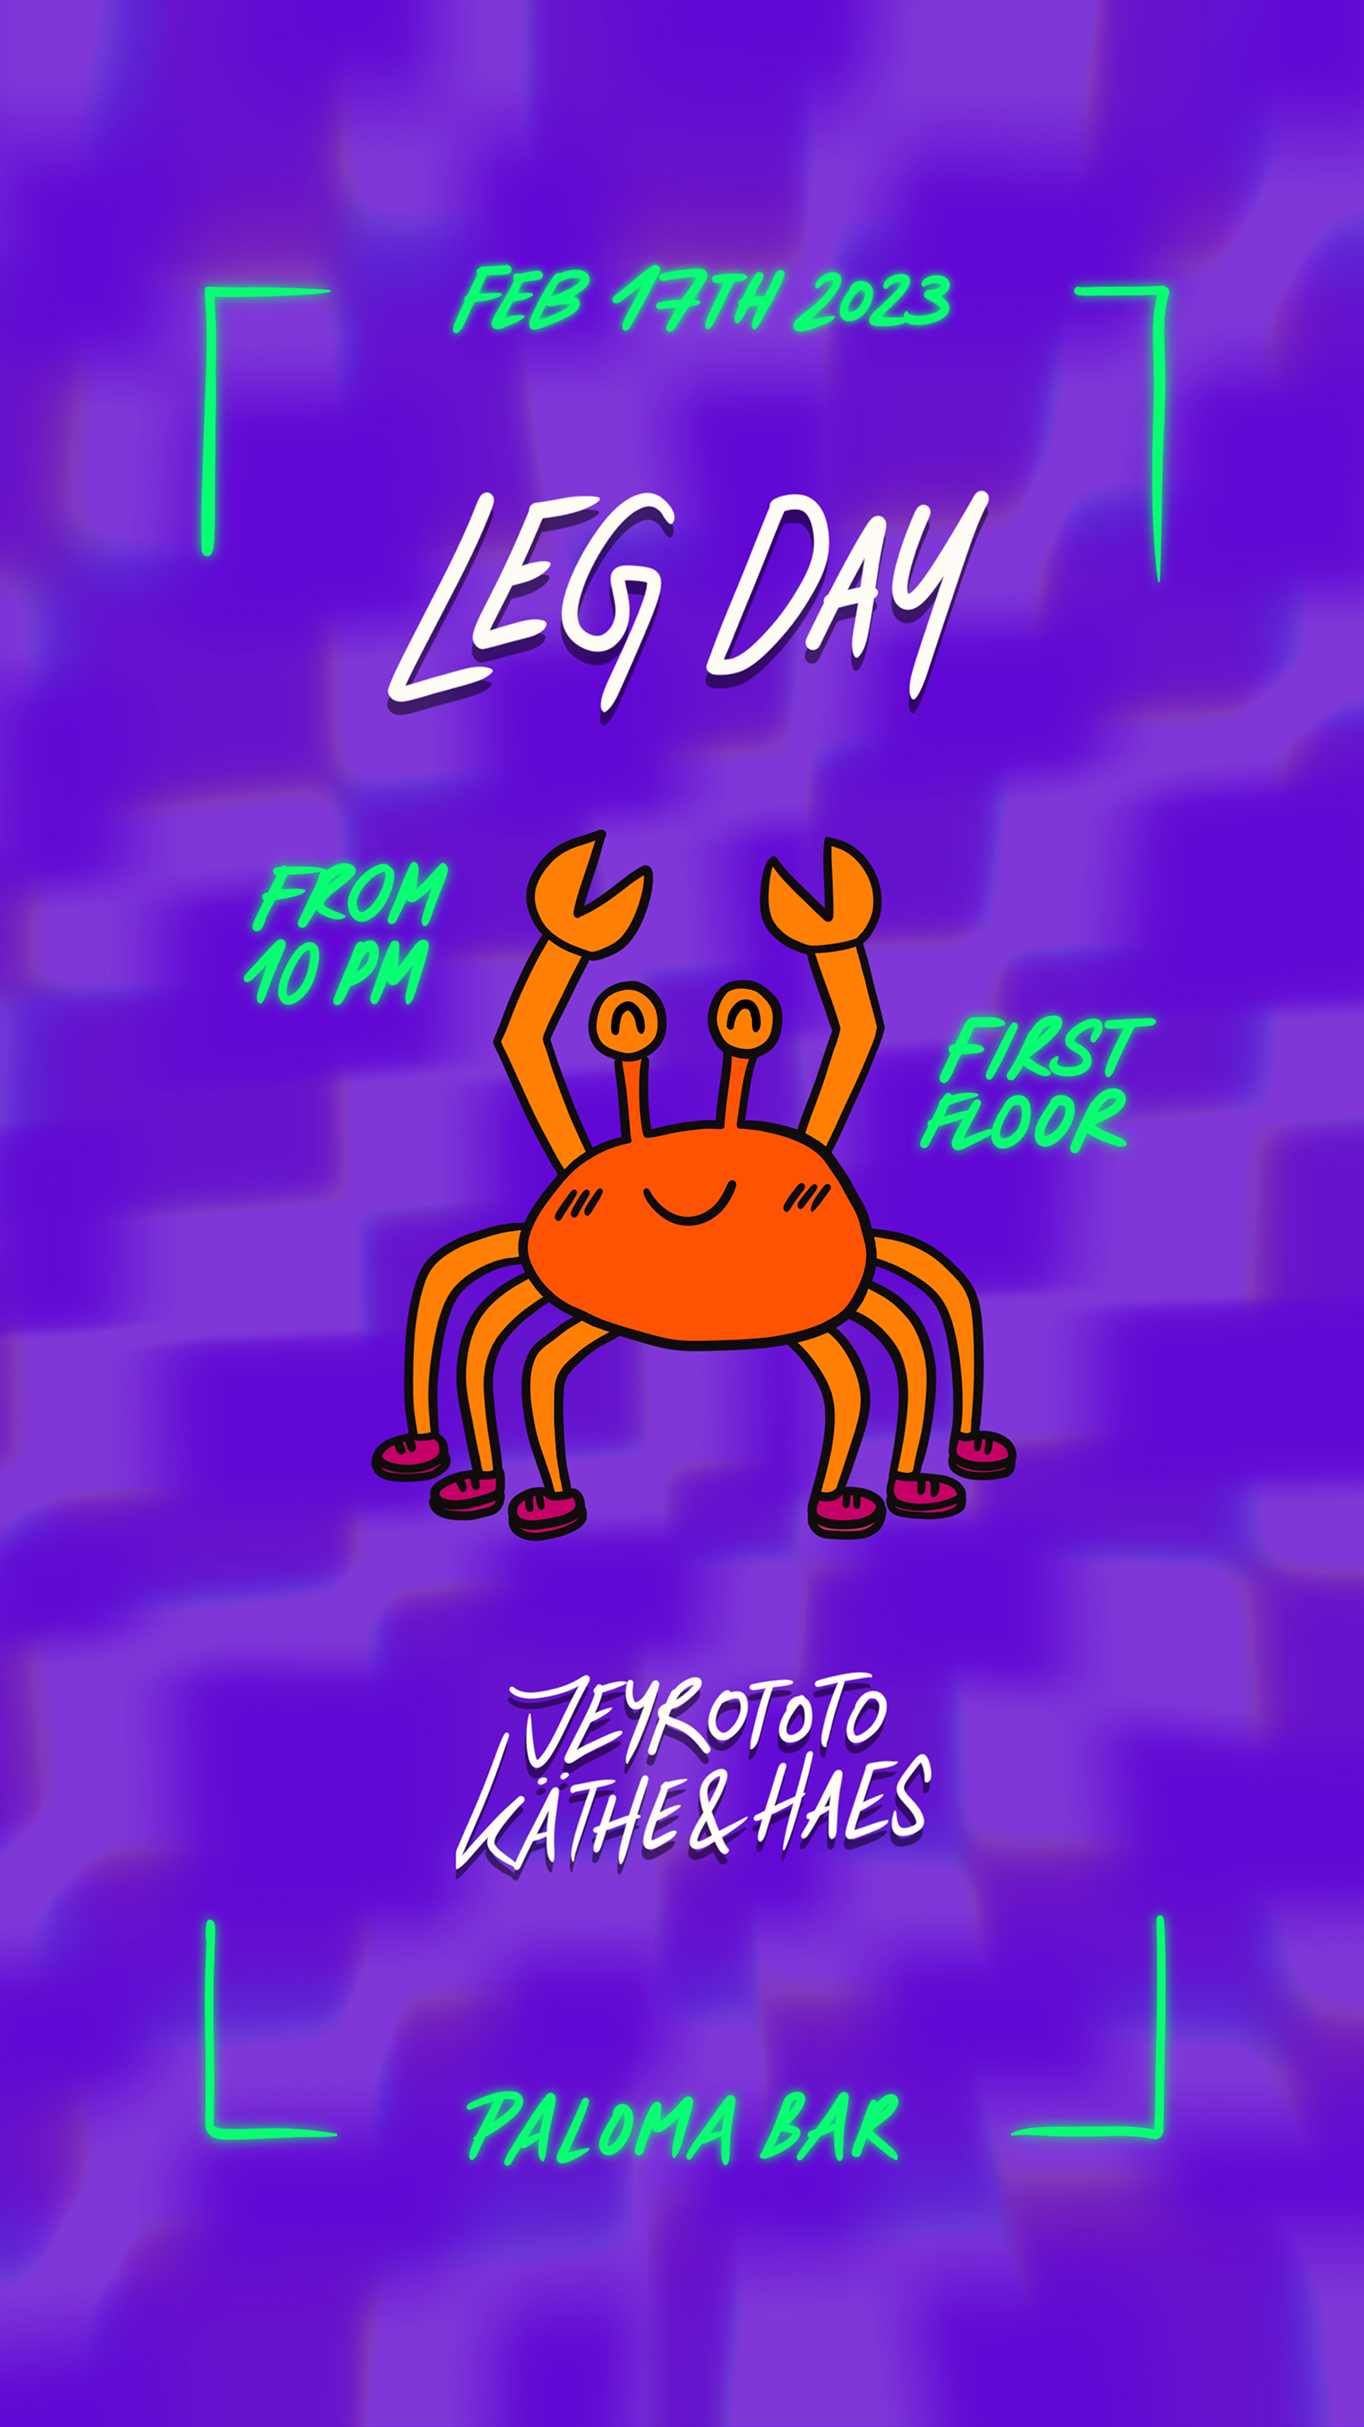 FEB 17TH 2023
LEG DAY
FROM
10 PM
FIRST
FLOOR
JEYROTOTO
KÄTHE & HAES
PALOMA BAR